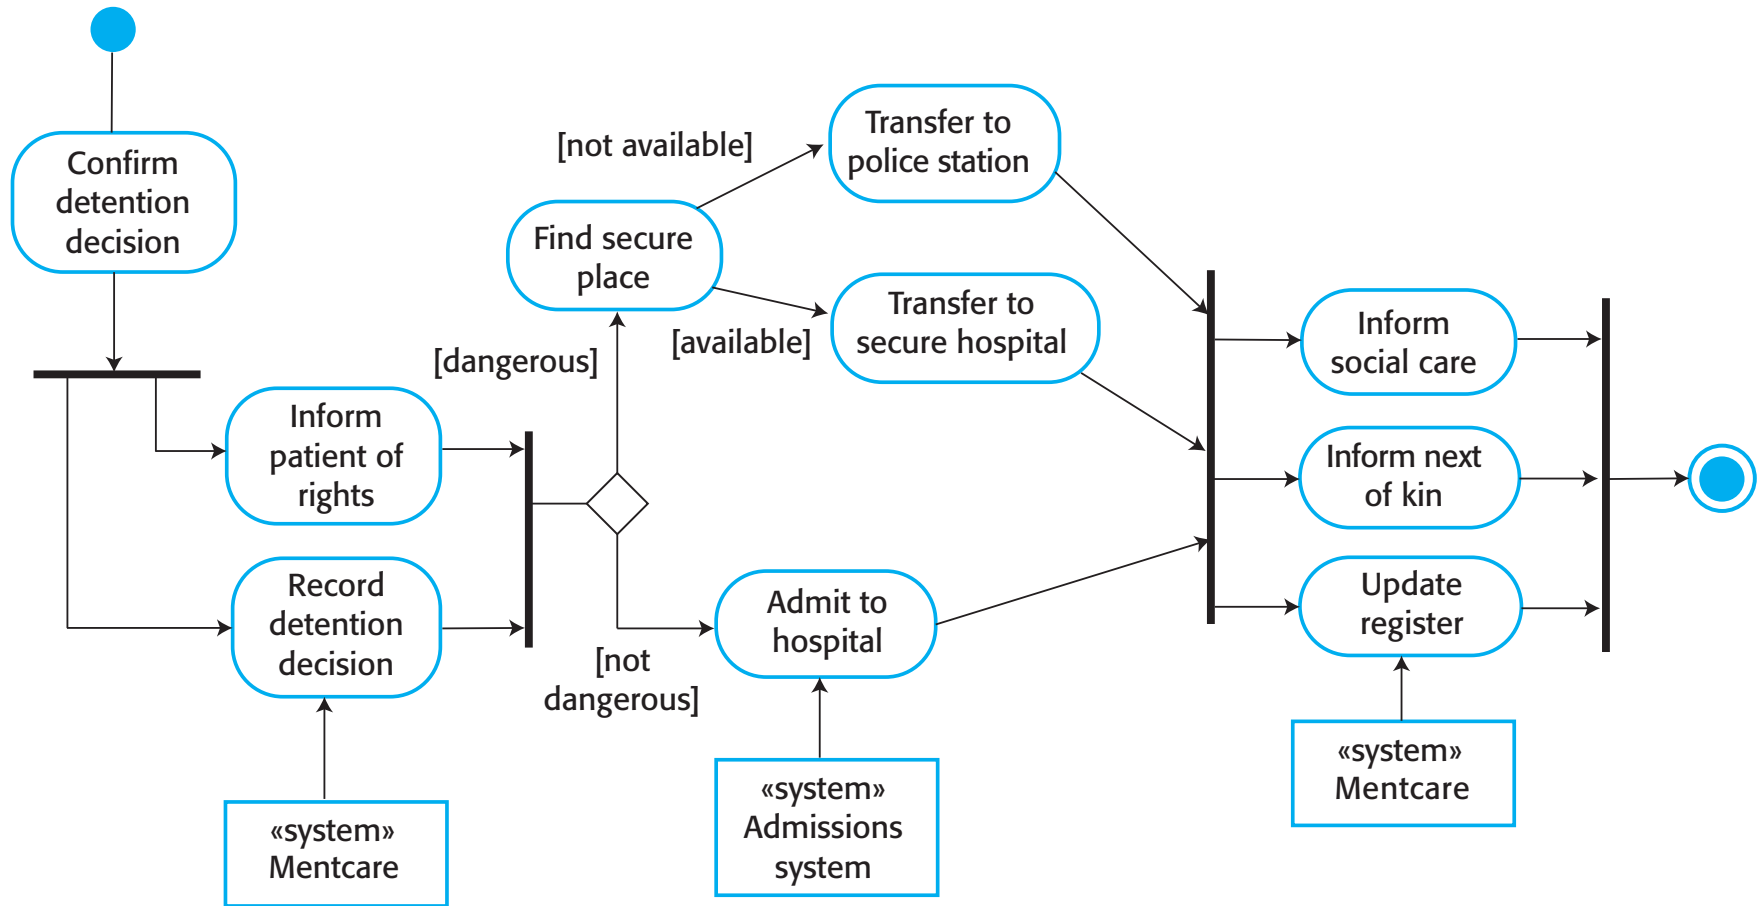 Confirm
detention
decision
Inform
patient of
rights
Record
detention
decision
«system»
Mentcare
[dangerous]
[not
dangerous]
Find secure
place
[not available]
[available]
Transfer to
police station
Transfer to
secure hospital
Admit to
hospital
«system»
Admissions
system
Inform
social care
Inform next
of kin
Update
register
«system»
Mentcare